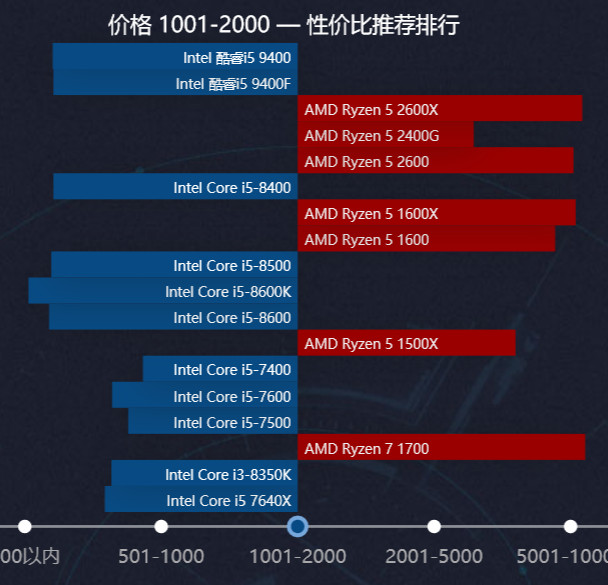 价格 1001-2000 — 性价比推荐排行
Intel 酷睿i5 9400
Intel 酷睿i5 9400F
AMD Ryzen 5 2600X
AMD Ryzen 5 2400G
AMD Ryzen 5 2600
Intel Core i5-8400
AMD Ryzen 5 1600X
AMD Ryzen 5 1600
Intel Core i5-8500
Intel Core i5-8600K
Intel Core i5-8600
AMD Ryzen 5 1500X
Intel Core i5-7400
Intel Core i5-7600
Intel Core i5-7500
AMD Ryzen 7 1700
Intel Core i3-8350K
Intel Core i5 7640X
00以内 501-1000 1001-2000 2001-5000 5001-1000